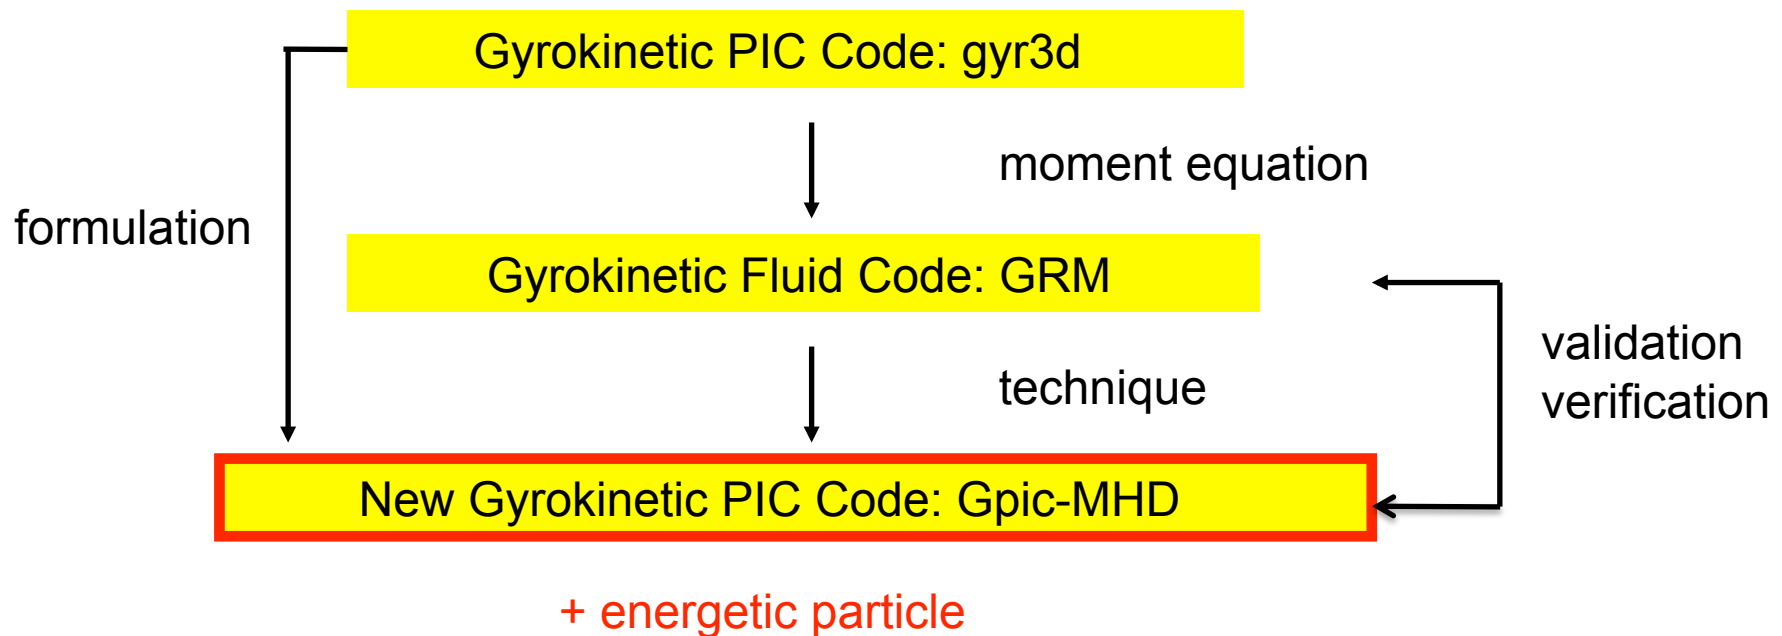 Gyrokinetic PIC Code: gyr3d
moment equation
formulation
Gyrokinetic Fluid Code: GRM
validation
verification
technique
New Gyrokinetic PIC Code: Gpic-MHD
+ energetic particle